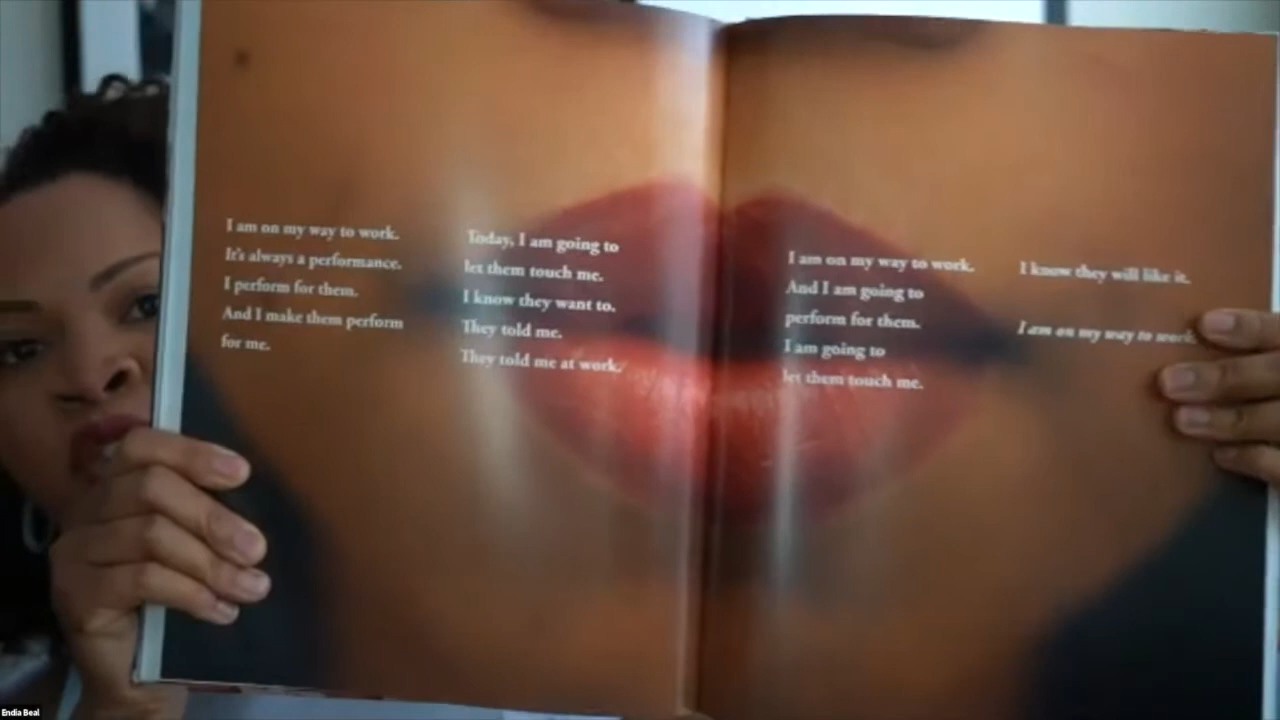 I am on my way to work.
It's always a performance.
I perform for them.
And I make them perform
for me.
Today, I am going to
let them touch me.
I know they want to.
They told me.
They told me at work.
I am on my way to work.
And I am going to
perform for them.
I am going to
let them touch me.
I know they will like it.
I am on my way to work
Endia Beal